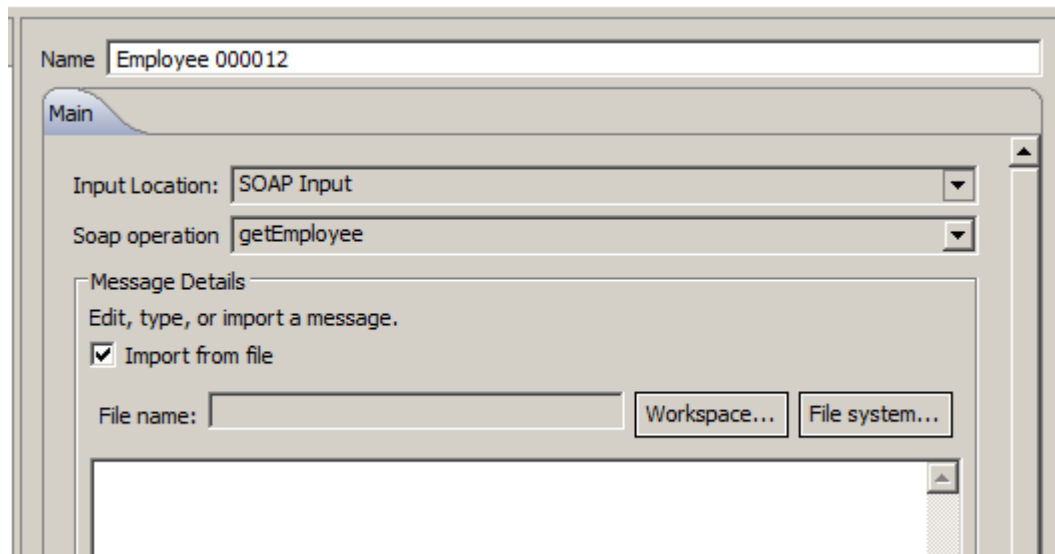 Name Employee 000012
Main
Input Location: SOAP Input
Soap operation getEmployee
Message Details
Edit, type, or import a message.
Import from file
File name: Workspace... File system...